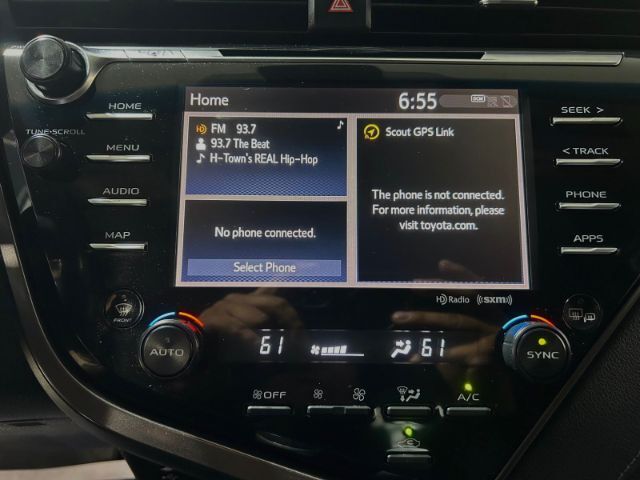 Home 6:55 DCM
HOME
TUNE•SCROLL
MENU
AUDIO
MAP
FM 93.7
93.7 The Beat
H-Town's REAL Hip-Hop
No phone connected.
Select Phone
Scout GPS Link
The phone is not connected.
For more information, please
visit toyota.com.
SEEK >
< TRACK
PHONE
APPS
HD Radio ((SXM))
FRONT
AUTO
61
61
SYNC
OFF
A/C